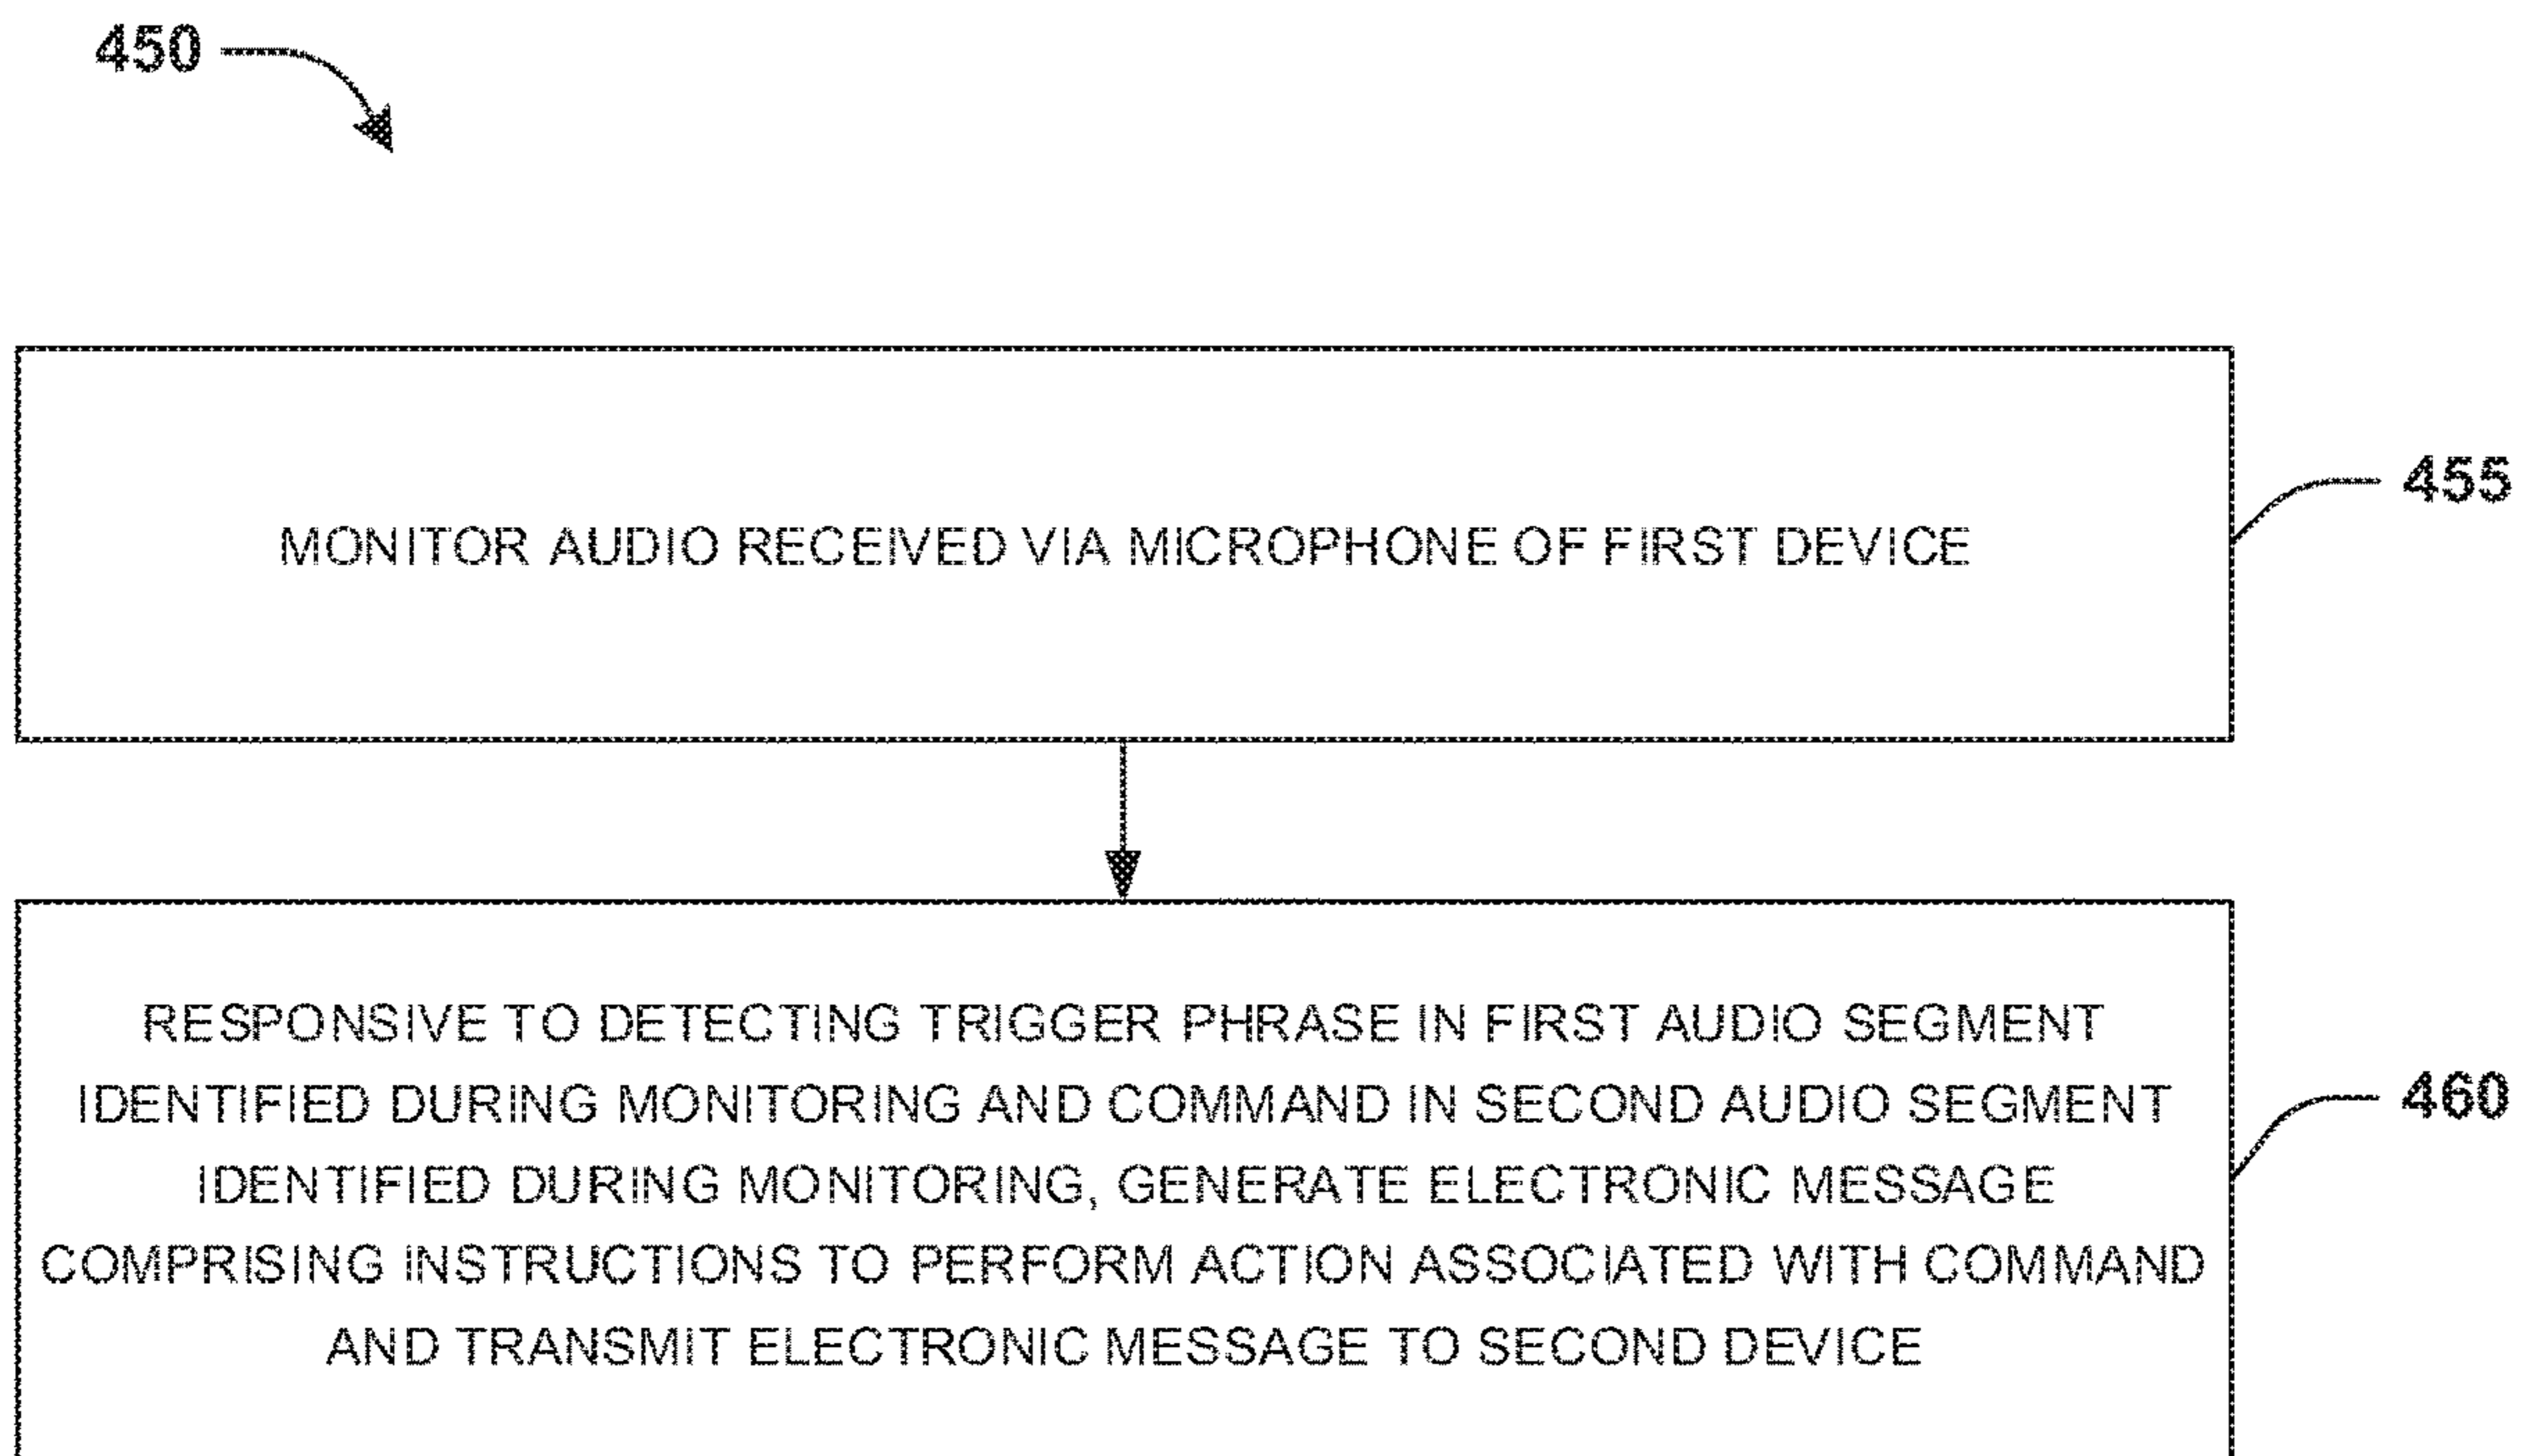 450
MONITOR AUDIO RECEIVED VIA MICROPHONE OF FIRST DEVICE
455
RESPONSIVE TO DETECTING TRIGGER PHRASE IN FIRST AUDIO SEGMENT
IDENTIFIED DURING MONITORING AND COMMAND IN SECOND AUDIO SEGMENT
IDENTIFIED DURING MONITORING, GENERATE ELECTRONIC MESSAGE
COMPRISING INSTRUCTIONS TO PERFORM ACTION ASSOCIATED WITH COMMAND
AND TRANSMIT ELECTRONIC MESSAGE TO SECOND DEVICE
460